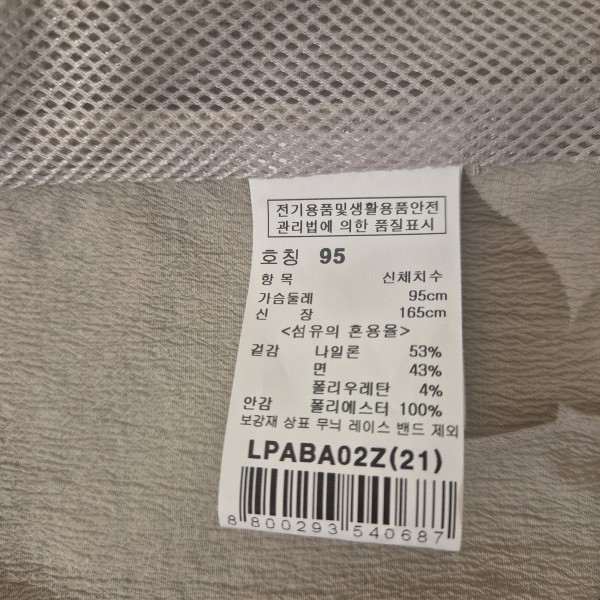 전기용품및생활용품안전
관리법에 의한 품질표시
호칭 95
항 목 신체치수
가슴둘레 95cm
신 장 165cm
<섬유의 혼용율>
겉감 나일론 53%
면 43%
폴리우레탄 4%
안감 폴리에스터 100%
보강재 상표 무늬 레이스 밴드 제외
LPABA02Z(21)
8 800293 540687